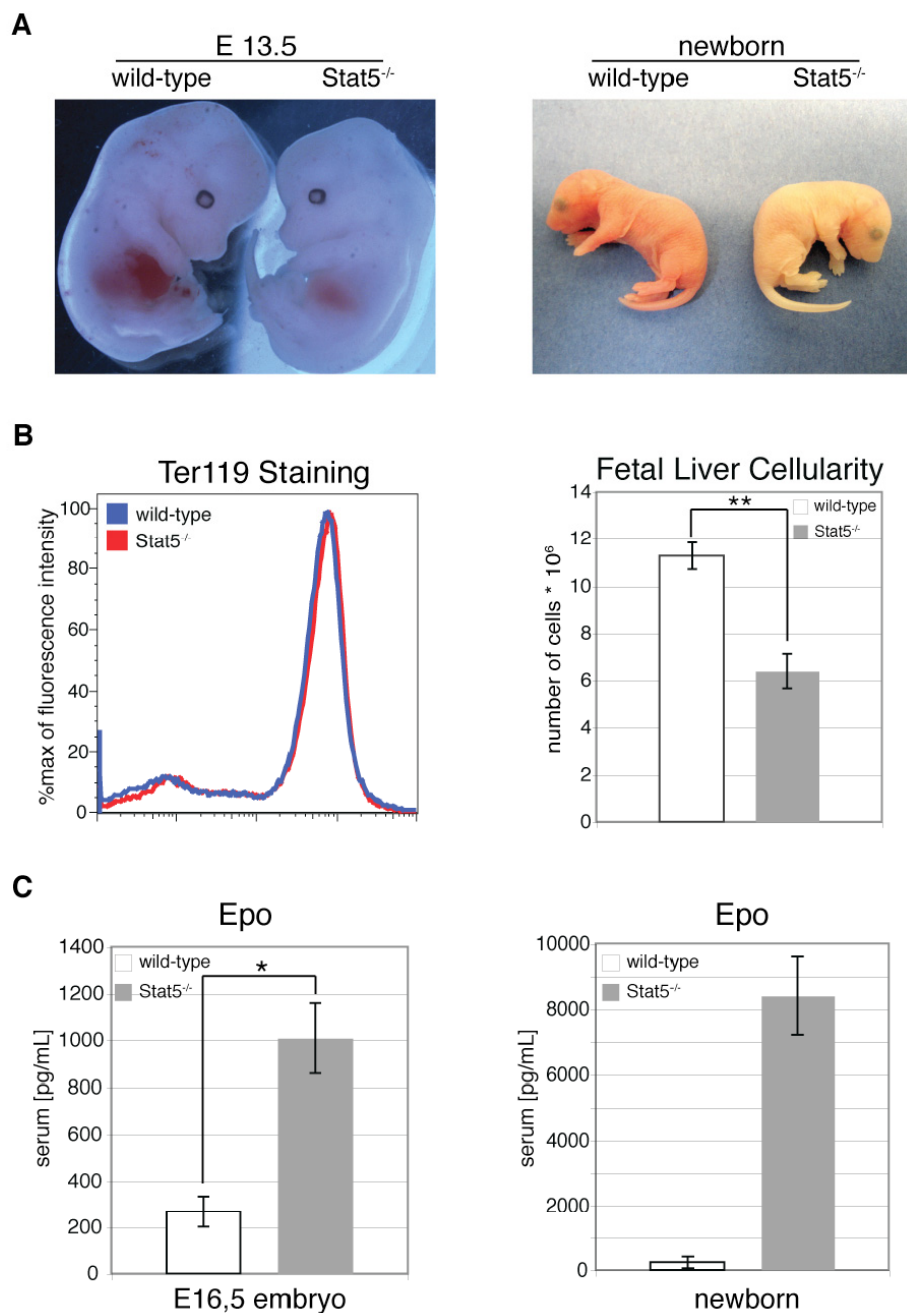 A
E 13.5
wild-type Stat5-/-
newborn
wild-type Stat5-/-
B
Ter119 Staining
%max of fluorescence intensity
100
80
60
40
20
0
wild-type
Stat5-/-
Fetal Liver Cellularity
number of cells * 10⁶
14
12
10
8
6
4
2
0
**
wild-type
Stat5-/-
C
Epo
serum [pg/mL]
1400
1200
1000
800
600
400
200
0
wild-type
Stat5-/-
*
E16,5 embryo
Epo
serum [pg/mL]
10000
8000
6000
4000
2000
0
wild-type
Stat5-/-
newborn